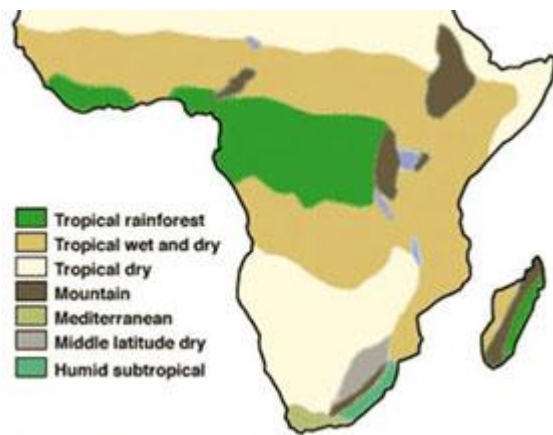 Tropical rainforest
Tropical wet and dry
Tropical dry
Mountain
Mediterranean
Middle latitude dry
Humid subtropical